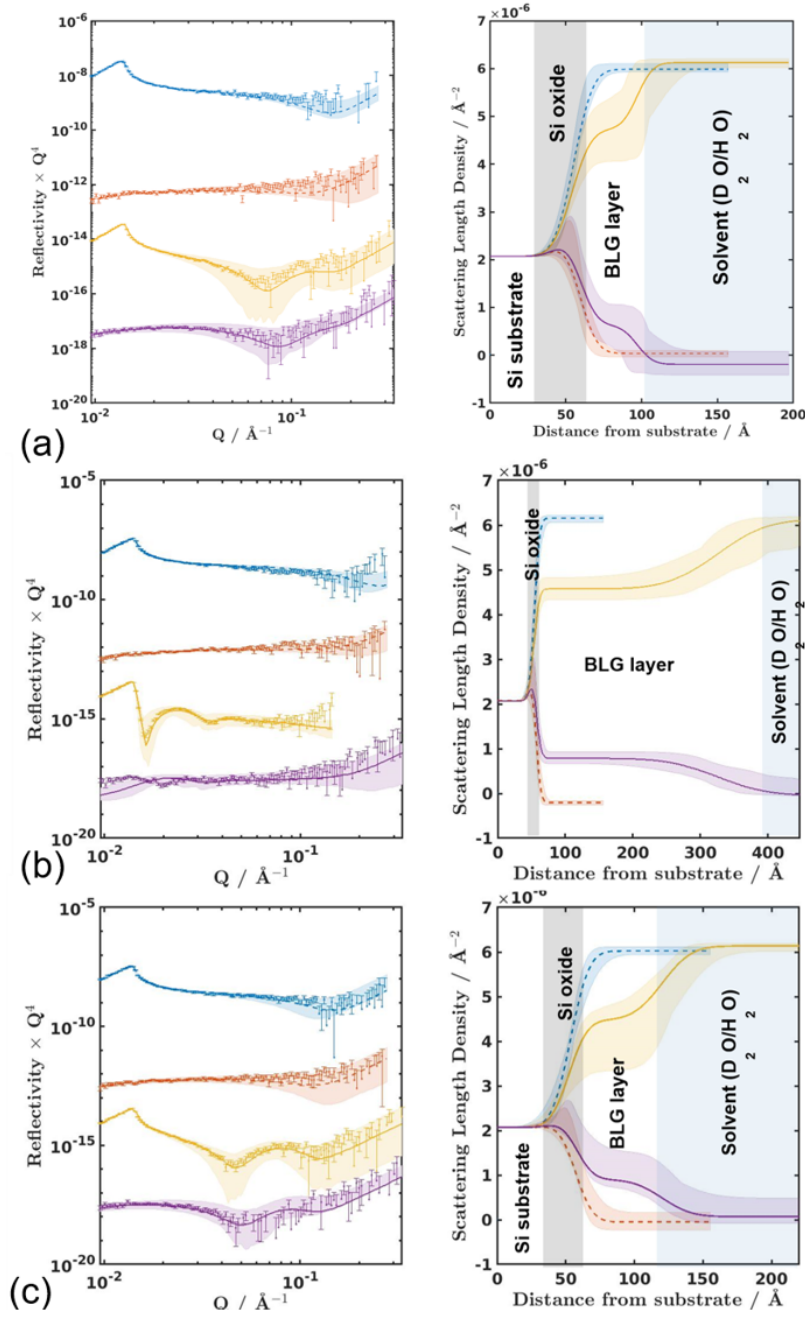 10^-6
10^-8
10^-10
10^-12
10^-14
10^-16
10^-18
10^-20
Reflectivity × Q^4
10^-2
10^-1
Q / Å^-1
(a)
×10^-6
7
6
5
4
3
2
1
0
-1
Scattering Length Density / Å^-2
Si substrate
Si oxide
BLG layer
Solvent (D2O/H2O)
0
50
100
150
200
Distance from substrate / Å
10^-5
10^-10
10^-15
10^-20
Reflectivity × Q^4
10^-2
10^-1
Q / Å^-1
(b)
×10^-6
7
6
5
4
3
2
1
0
-1
Scattering Length Density / Å^-2
Si oxide
BLG layer
Solvent (D2O/H2O)
0
100
200
300
400
Distance from substrate / Å
10^-5
10^-10
10^-15
10^-20
Reflectivity × Q^4
10^-2
10^-1
Q / Å^-1
(c)
×10^-6
7
6
5
4
3
2
1
0
-1
Scattering Length Density / Å^-2
Si substrate
Si oxide
BLG layer
Solvent (D2O/H2O)
0
50
100
150
200
Distance from substrate / Å